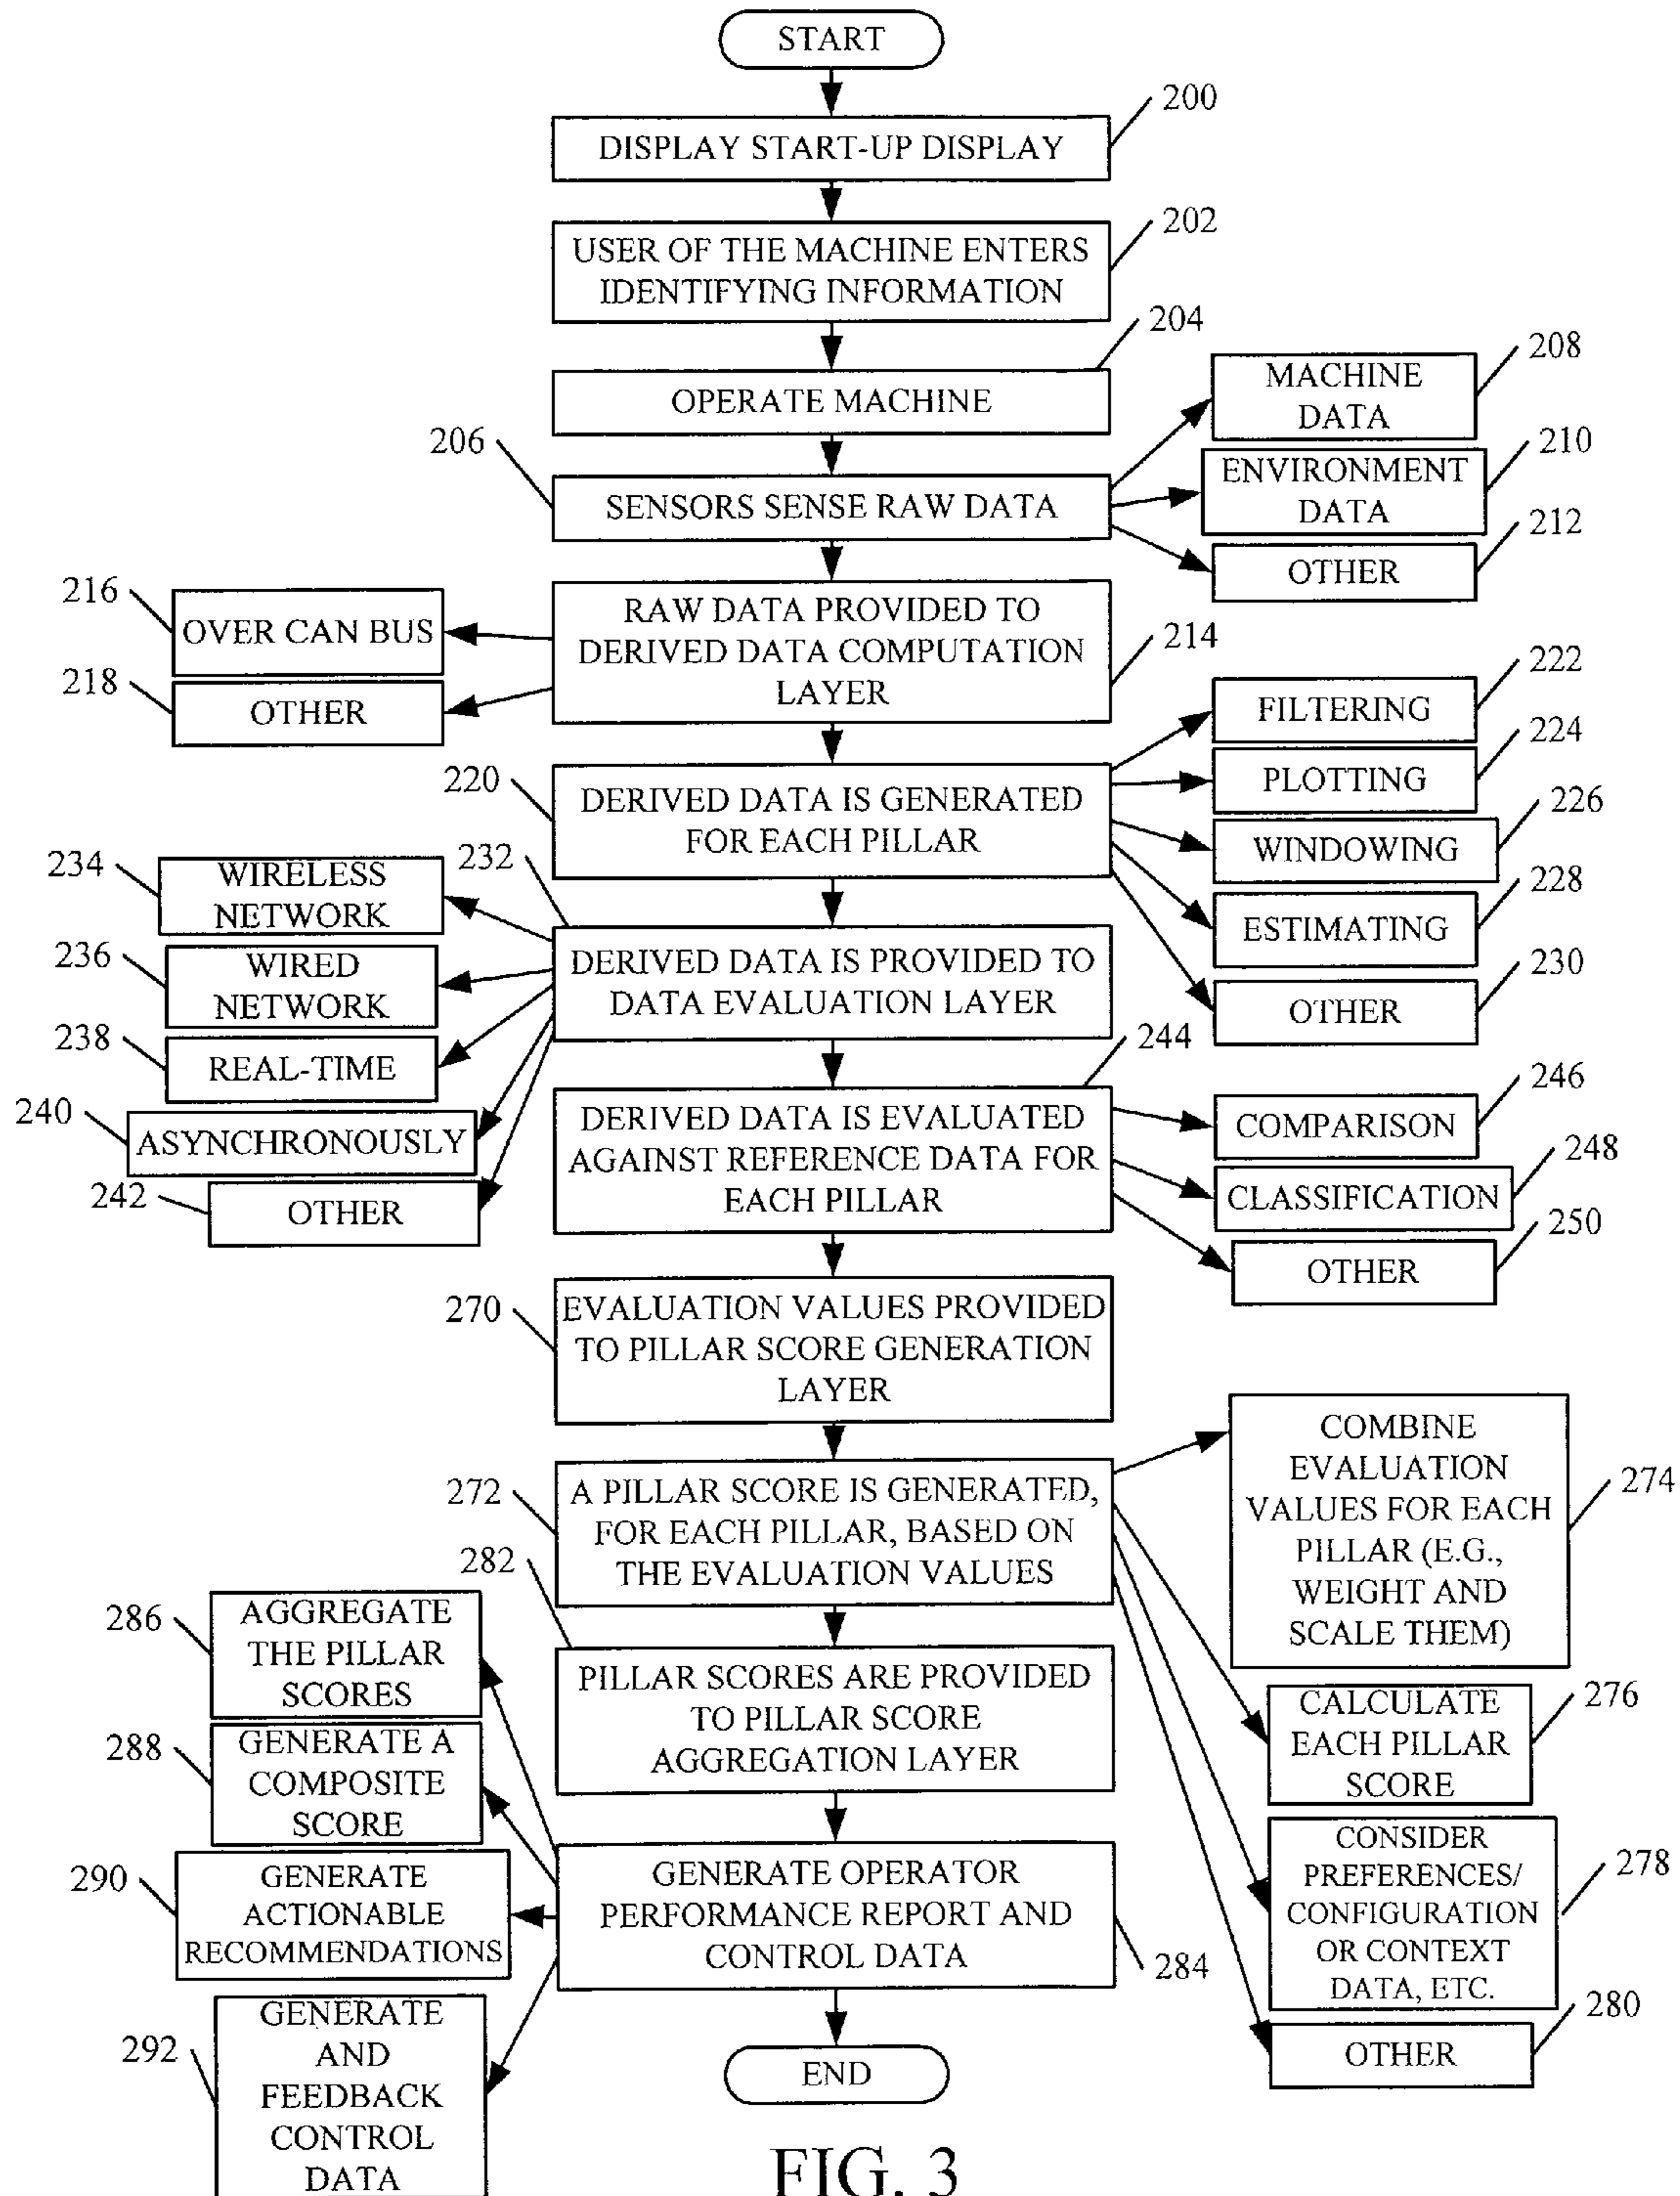 START
200
DISPLAY START-UP DISPLAY
202
USER OF THE MACHINE ENTERS
IDENTIFYING INFORMATION
204
OPERATE MACHINE
206
SENSORS SENSE RAW DATA
208
MACHINE
DATA
210
ENVIRONMENT
DATA
212
OTHER
214
RAW DATA PROVIDED TO
DERIVED DATA COMPUTATION
LAYER
216
OVER CAN BUS
218
OTHER
220
DERIVED DATA IS GENERATED
FOR EACH PILLAR
222
FILTERING
224
PLOTTING
226
WINDOWING
228
ESTIMATING
230
OTHER
232
DERIVED DATA IS PROVIDED TO
DATA EVALUATION LAYER
234
WIRELESS
NETWORK
236
WIRED
NETWORK
238
REAL-TIME
240
ASYNCHRONOUSLY
242
OTHER
244
DERIVED DATA IS EVALUATED
AGAINST REFERENCE DATA FOR
EACH PILLAR
246
COMPARISON
248
CLASSIFICATION
250
OTHER
270
EVALUATION VALUES PROVIDED
TO PILLAR SCORE GENERATION
LAYER
272
A PILLAR SCORE IS GENERATED,
FOR EACH PILLAR, BASED ON
THE EVALUATION VALUES
274
COMBINE
EVALUATION
VALUES FOR EACH
PILLAR (E.G.,
WEIGHT AND
SCALE THEM)
276
CALCULATE
EACH PILLAR
SCORE
278
CONSIDER
PREFERENCES/
CONFIGURATION
OR CONTEXT
DATA, ETC.
280
OTHER
282
PILLAR SCORES ARE PROVIDED
TO PILLAR SCORE
AGGREGATION LAYER
284
GENERATE OPERATOR
PERFORMANCE REPORT AND
CONTROL DATA
286
AGGREGATE
THE PILLAR
SCORES
288
GENERATE A
COMPOSITE
SCORE
290
GENERATE
ACTIONABLE
RECOMMENDATIONS
292
GENERATE
AND
FEEDBACK
CONTROL
DATA
END
FIG. 3